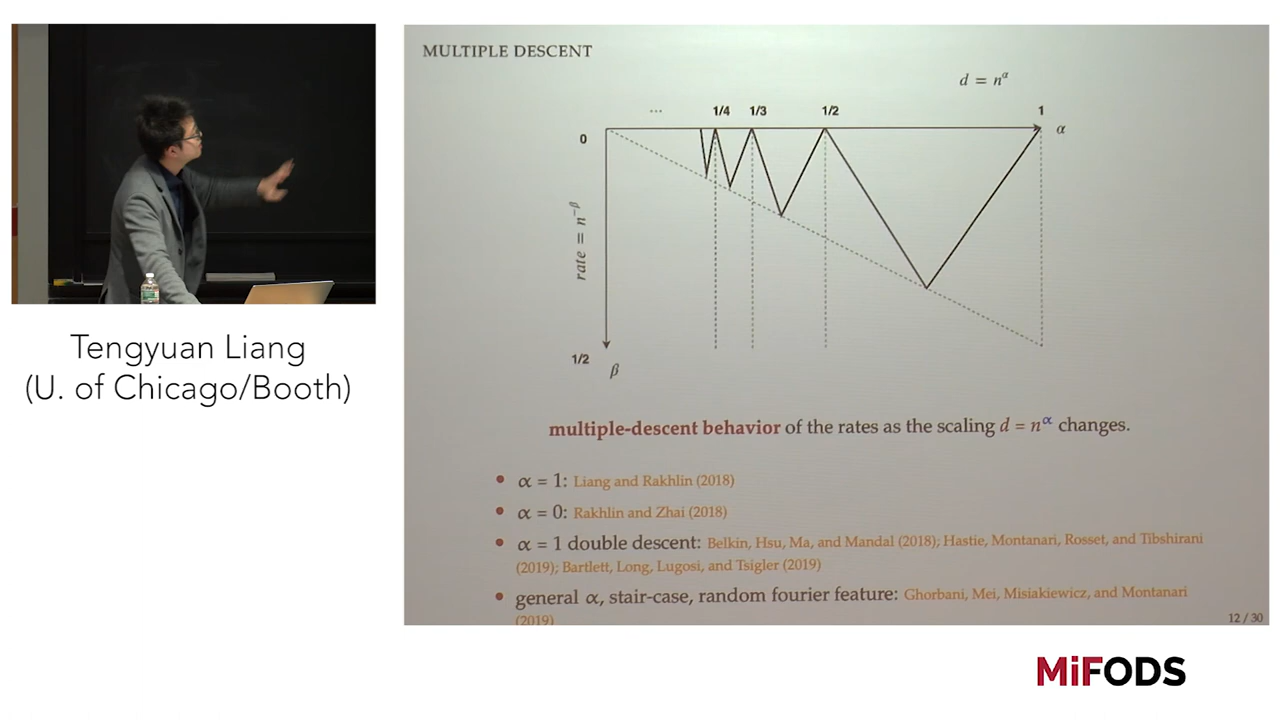 MULTIPLE DESCENT
d = n^α
... 1/4 1/3 1/2 1
0
α
rate = n^-β
1/2
β
multiple-descent behavior of the rates as the scaling d = n^α changes.
• α = 1: Liang and Rakhlin (2018)
• α = 0: Rakhlin and Zhai (2018)
• α = 1 double descent: Belkin, Hsu, Ma, and Mandal (2018); Hastie, Montanari, Rosset, and Tibshirani
(2019); Bartlett, Long, Lugosi, and Tsigler (2019)
• general α, stair-case, random fourier feature: Ghorbani, Mei, Misiakiewicz, and Montanari
(2019)
12 / 30
Tengyuan Liang
(U. of Chicago/Booth)
MiFODS